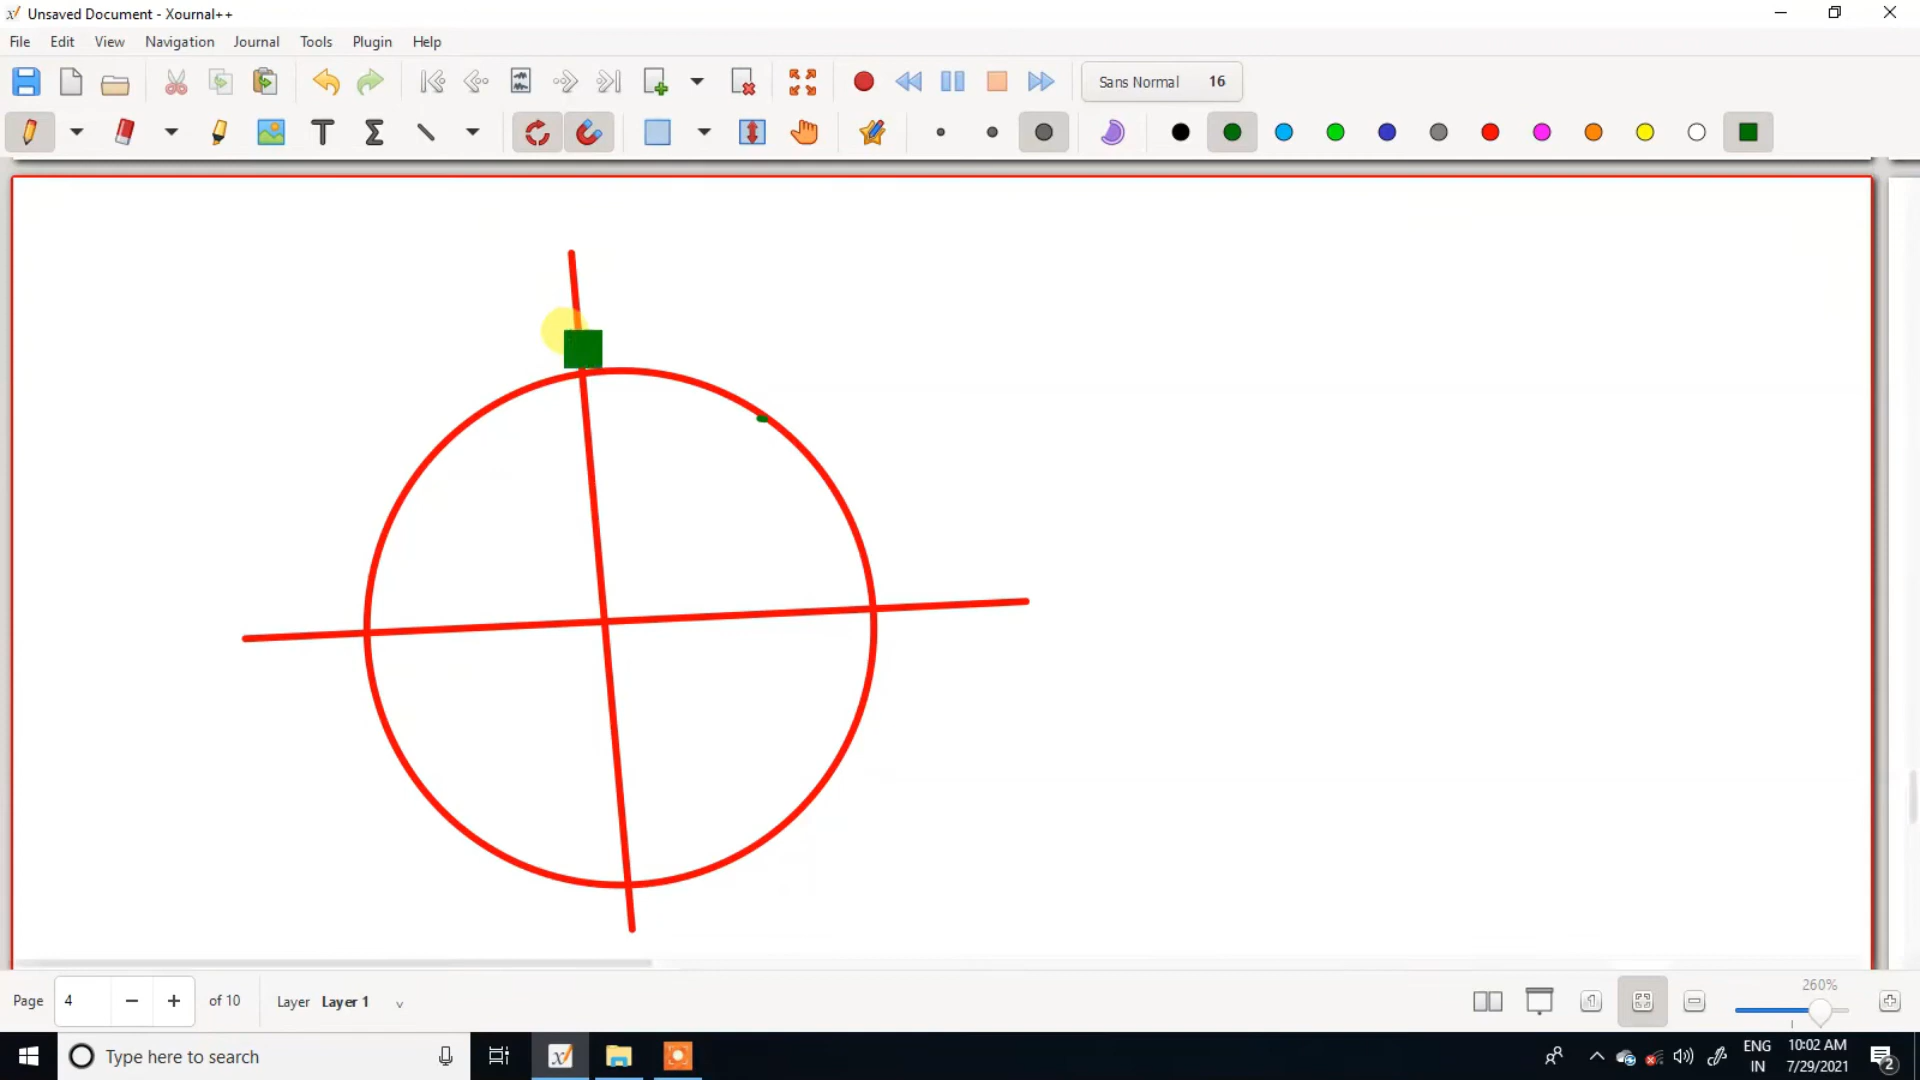 Unsaved Document - Xournal++
File Edit View Navigation Journal Tools Plugin Help
Sans Normal 16
Page 4 of 10 Layer Layer 1
260%
Type here to search
ENG
IN
10:02 AM
7/29/2021
2